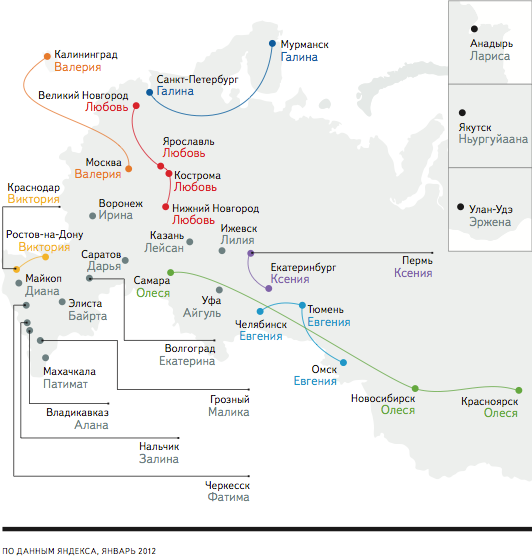 Анадырь
Лариса
Мурманск
Галина
Калининград
Валерия
Санкт-Петербург
Галина
Великий Новгород
Любовь
Якутск
Ньургуйаана
Ярославль
Любовь
Москва
Валерия
Кострома
Любовь
Краснодар
Виктория
Воронеж
Ирина
Нижний Новгород
Любовь
Улан-Удэ
Эржена
Ростов-на-Дону
Виктория
Казань
Лейсан
Ижевск
Лилия
Саратов
Дарья
Пермь
Ксения
Екатеринбург
Ксения
Майкоп
Диана
Самара
Олеся
Элиста
Байрта
Уфа
Айгуль
Тюмень
Евгения
Челябинск
Евгения
Волгоград
Екатерина
Махачкала
Патимат
Омск
Евгения
Грозный
Малика
Новосибирск
Олеся
Красноярск
Олеся
Владикавказ
Алана
Нальчик
Залина
Черкесск
Фатима
ПО ДАННЫМ ЯНДЕКСА, ЯНВАРЬ 2012